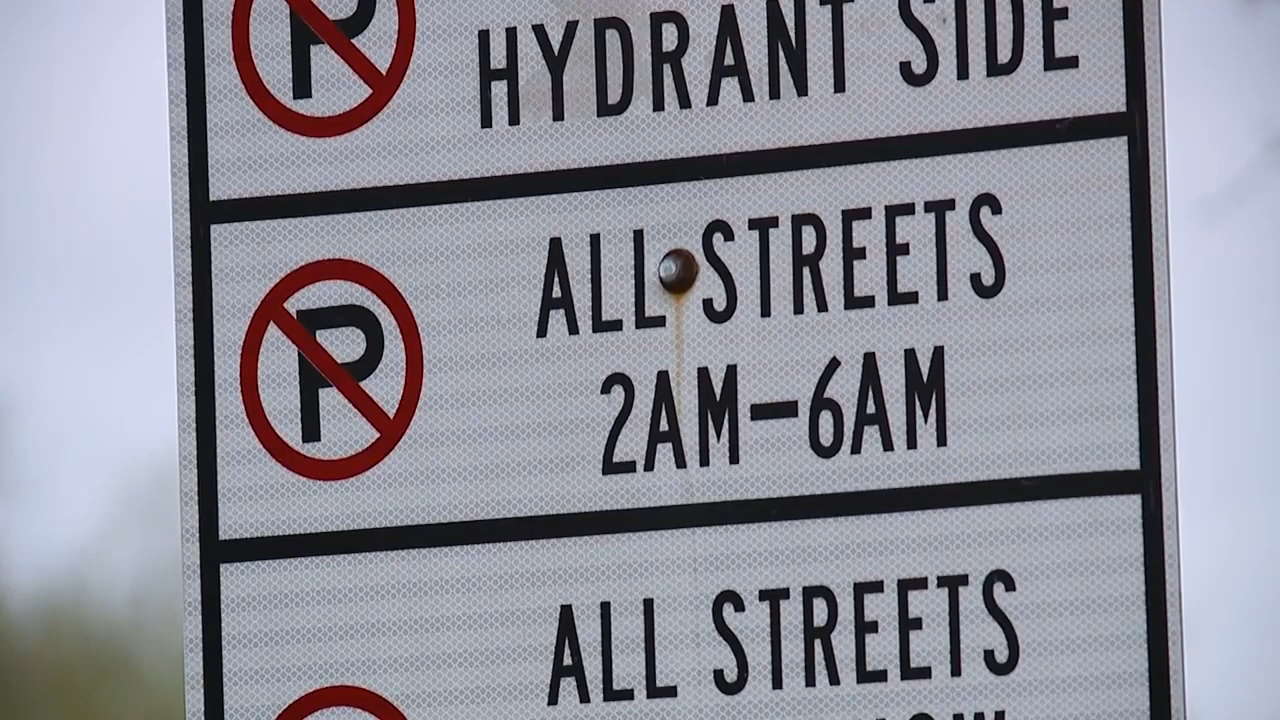 P
HYDRANT SIDE
ALL STREETS
P
2AM-6AM
ALL STREETS